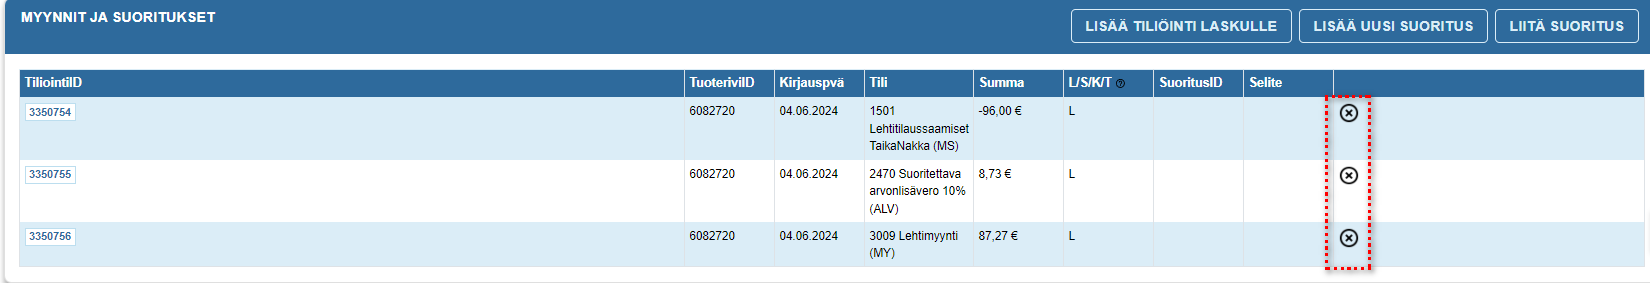 MYYNNIT JA SUORITUKSET
LISÄÄ TILIÖINTI LASKULLE LISÄÄ UUSI SUORITUS LIITÄ SUORITUS
TiliointiID TuoteriviID Kirjauspvä Tili Summa L/S/K/T SuoritusID Selite
3350754 6082720 04.06.2024 1501 -96,00 € L
Lehtitilaussaamiset
TaikaNakka (MS)
3350755 6082720 04.06.2024 2470 Suoritettava 8,73 € L
arvonlisävero 10%
(ALV)
3350756 6082720 04.06.2024 3009 Lehtimyynti 87,27 € L
(MY)